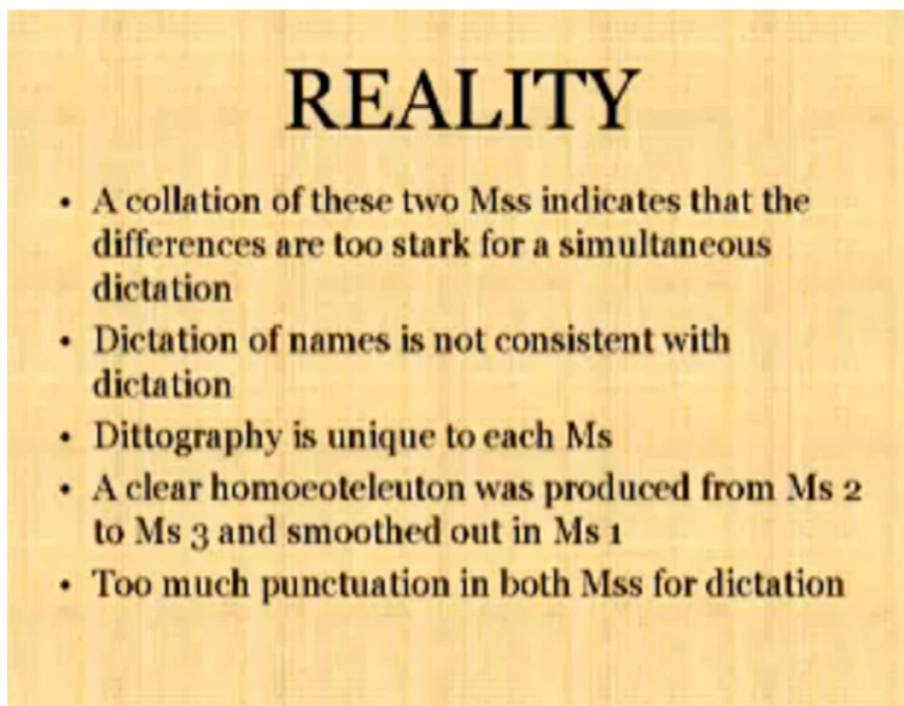 REALITY
• A collation of these two Mss indicates that the
differences are too stark for a simultaneous
dictation
• Dictation of names is not consistent with
dictation
• Dittography is unique to each Ms
• A clear homoeoteleuton was produced from Ms 2
to Ms 3 and smoothed out in Ms 1
• Too much punctuation in both Mss for dictation